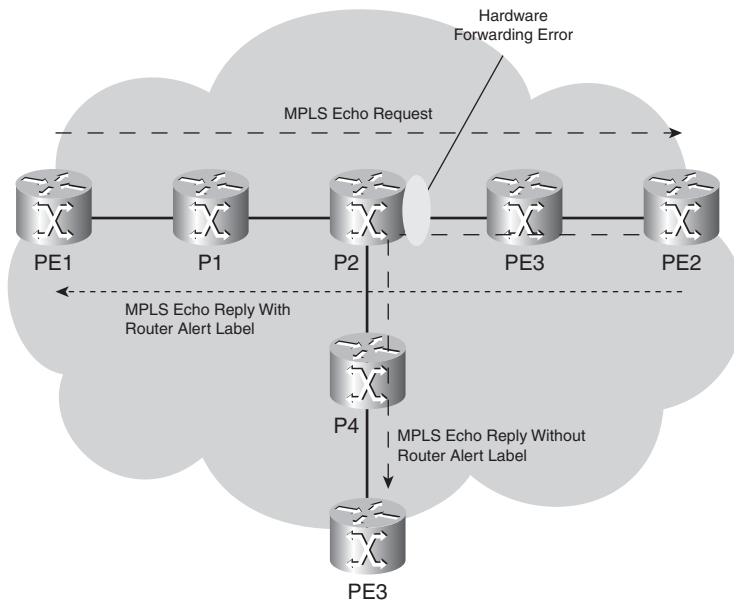 Hardware
Forwarding Error
MPLS Echo Request
PE1
P1
P2
PE3
PE2
MPLS Echo Reply With
Router Alert Label
P4
MPLS Echo Reply Without
Router Alert Label
PE3